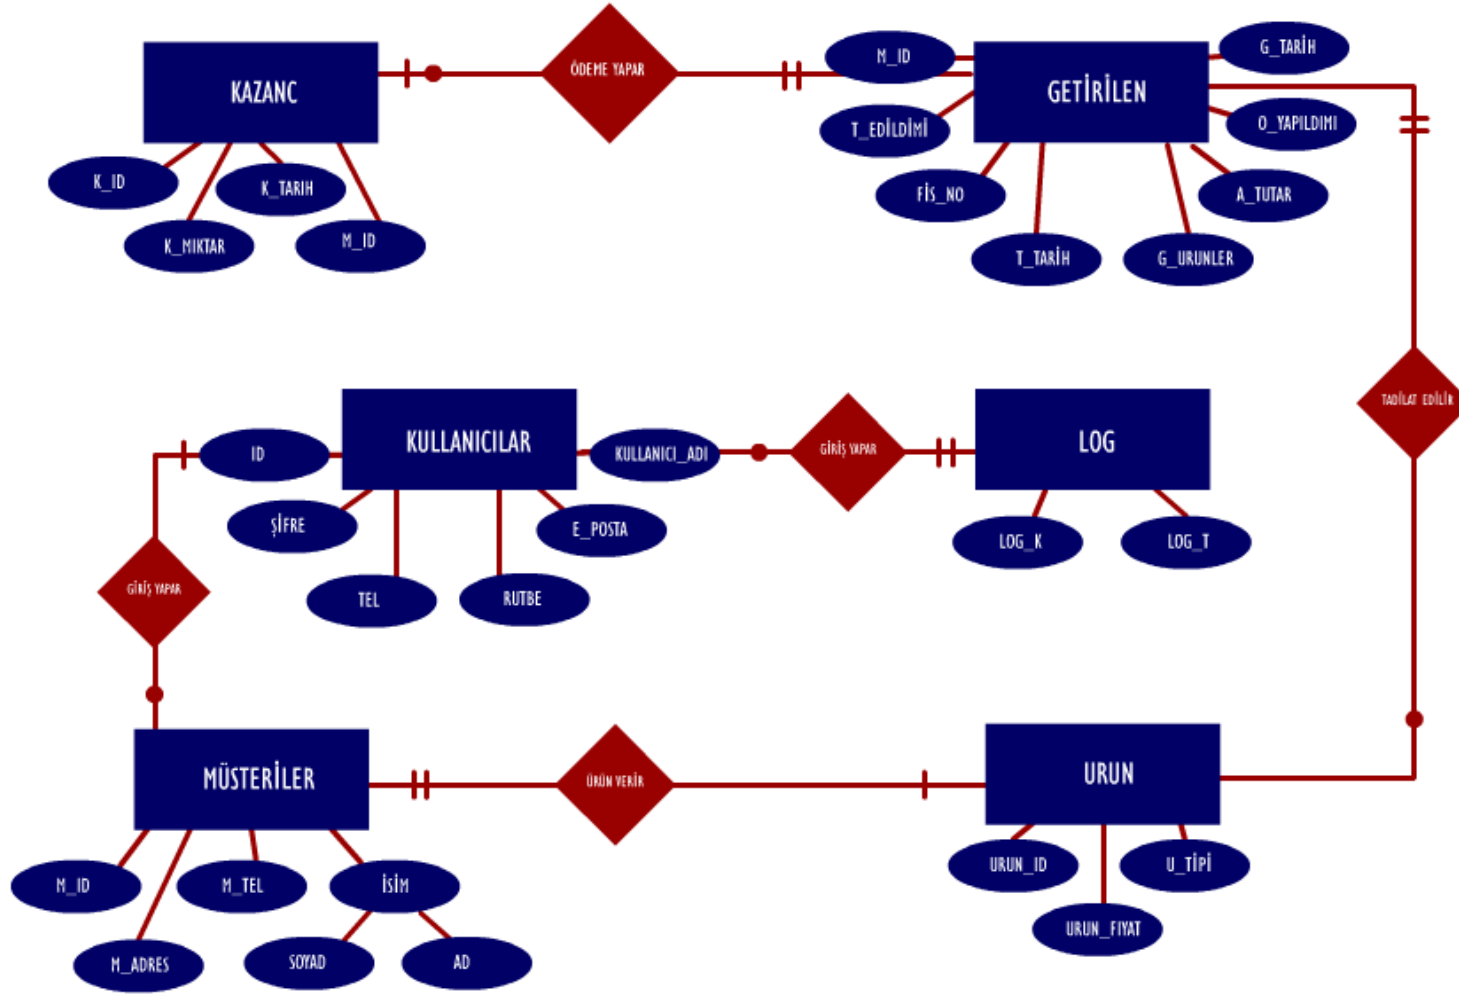 KAZANC
ÖDEME YAPAR
M_ID
GETİRİLEN
G_TARİH
T_EDİLDİMİ
O_YAPILDIMI
K_ID
K_TARIH
FİS_NO
A_TUTAR
K_MIKTAR
M_ID
T_TARİH
G_URUNLER
TADİLAT EDİLİR
ID
KULLANICILAR
KULLANICI_ADI
GİRİŞ YAPAR
LOG
ŞİFRE
E_POSTA
LOG_K
LOG_T
GİRİŞ YAPAR
TEL
RUTBE
MÜSTERİLER
ÜRÜN VERİR
URUN
M_ID
M_TEL
İSİM
URUN_ID
U_TİPİ
M_ADRES
SOYAD
AD
URUN_FIYAT